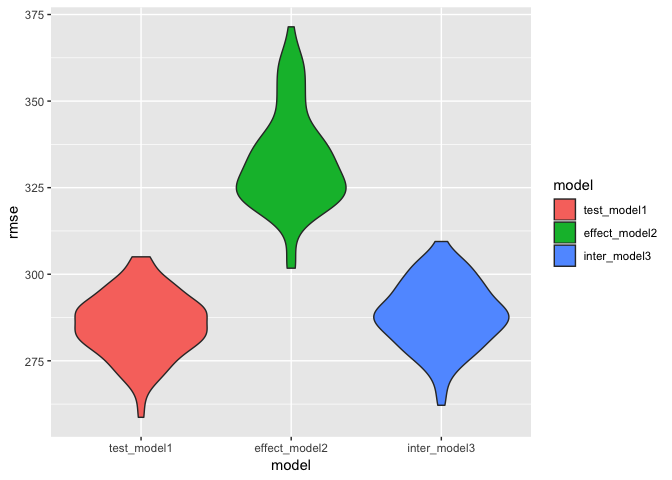 375
350
325
300
275
rmse
test_model1
effect_model2
inter_model3
model
model
test_model1
effect_model2
inter_model3